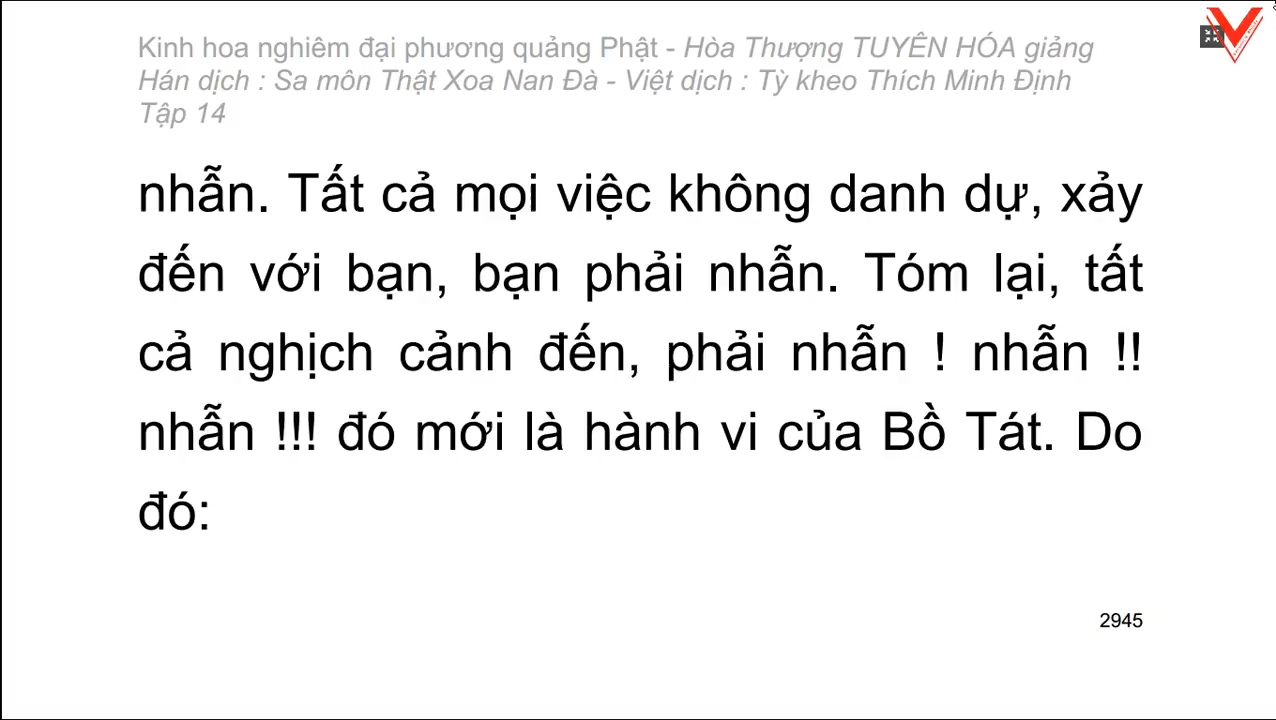 Kinh hoa nghiêm đại phương quảng Phật - Hòa Thượng TUYÊN HÓA giảng
Hán dịch : Sa môn Thật Xoa Nan Đà - Việt dịch : Tỳ kheo Thích Minh Định
Tập 14
nhẫn. Tất cả mọi việc không danh dự, xảy
đến với bạn, bạn phải nhẫn. Tóm lại, tất
cả nghịch cảnh đến, phải nhẫn ! nhẫn !!
nhẫn !!! đó mới là hành vi của Bồ Tát. Do
đó:
2945